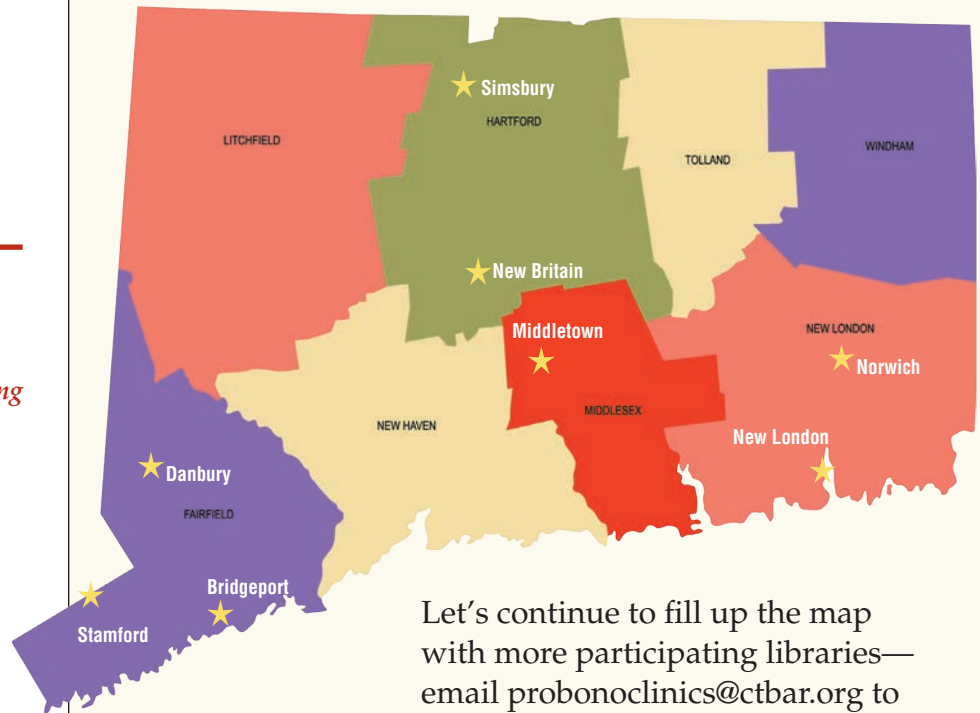 Simsbury
HARTFORD
LITCHFIELD
TOLLAND
WINDHAM
New Britain
Middletown
NEW LONDON
Norwich
ng
MIDDLESEX
NEW HAVEN
New London
Danbury
FAIRFIELD
Bridgeport
Stamford
Let's continue to fill up the map
with more participating libraries—
email probonoclinics@ctbar.org to